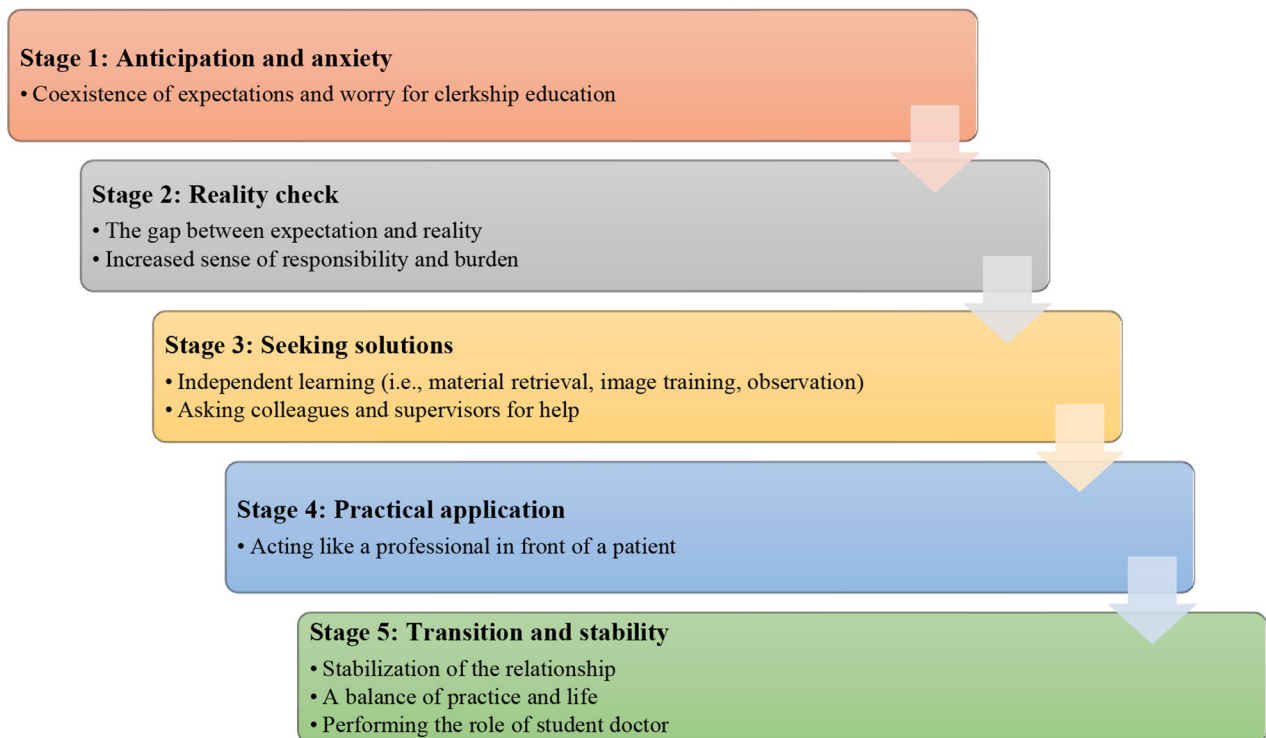 Stage 1: Anticipation and anxiety
• Coexistence of expectations and worry for clerkship education
Stage 2: Reality check
• The gap between expectation and reality
• Increased sense of responsibility and burden
Stage 3: Seeking solutions
• Independent learning (i.e., material retrieval, image training, observation)
• Asking colleagues and supervisors for help
Stage 4: Practical application
• Acting like a professional in front of a patient
Stage 5: Transition and stability
• Stabilization of the relationship
• A balance of practice and life
• Performing the role of student doctor